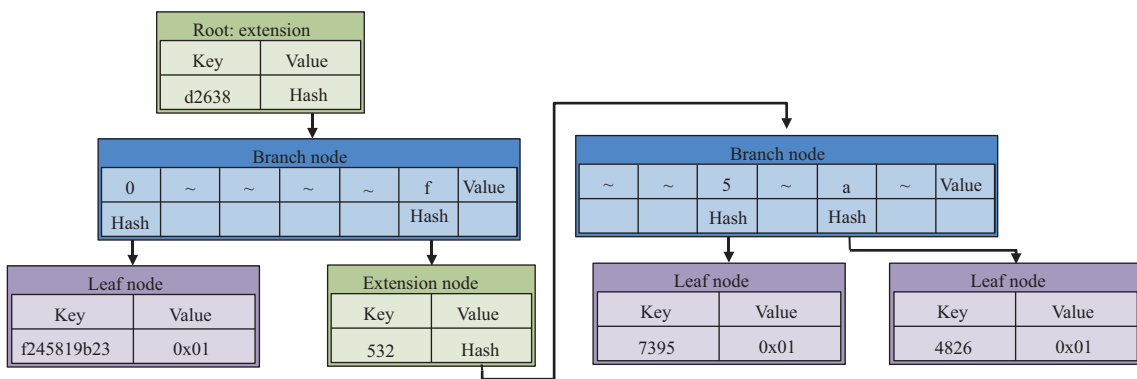 Root: extension
Key Value
d2638 Hash
Branch node
0 ~ ~ ~ ~ f Value
Hash Hash
Leaf node
Key Value
f245819b23 0x01
Extension node
Key Value
532 Hash
Branch node
~ ~ 5 ~ a ~ Value
Hash Hash
Leaf node
Key Value
7395 0x01
Leaf node
Key Value
4826 0x01